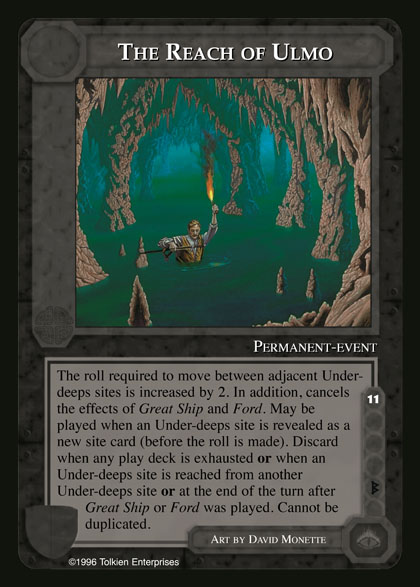 The Reach of Ulmo
Permanent-event
The roll required to move between adjacent Under-
deeps sites is increased by 2. In addition, cancels
the effects of Great Ship and Ford. May be
played when an Under-deeps site is revealed as a
new site card (before the roll is made). Discard
when any play deck is exhausted or when an
Under-deeps site is reached from another
Under-deeps site or at the end of the turn after
Great Ship or Ford was played. Cannot be
duplicated.
11
Art by David Monette
©1996 Tolkien Enterprises